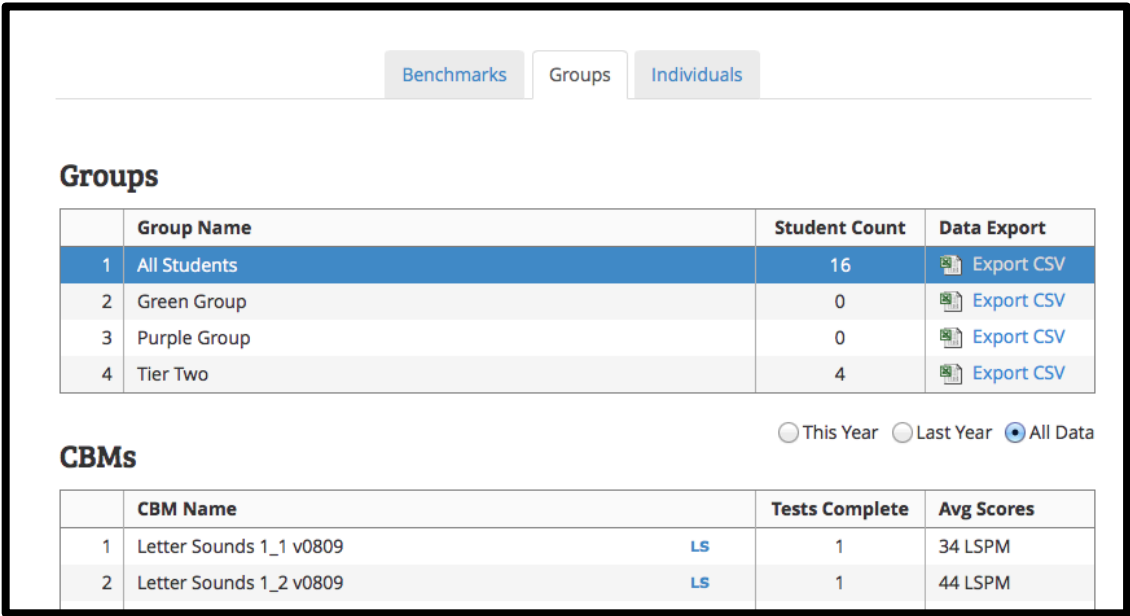 Benchmarks Groups Individuals
Groups
Group Name Student Count Data Export
1 All Students 16 Export CSV
2 Green Group 0 Export CSV
3 Purple Group 0 Export CSV
4 Tier Two 4 Export CSV
This Year Last Year All Data
CBMs
CBM Name Tests Complete Avg Scores
1 Letter Sounds 1_1 v0809 LS 1 34 LSPM
2 Letter Sounds 1_2 v0809 LS 1 44 LSPM